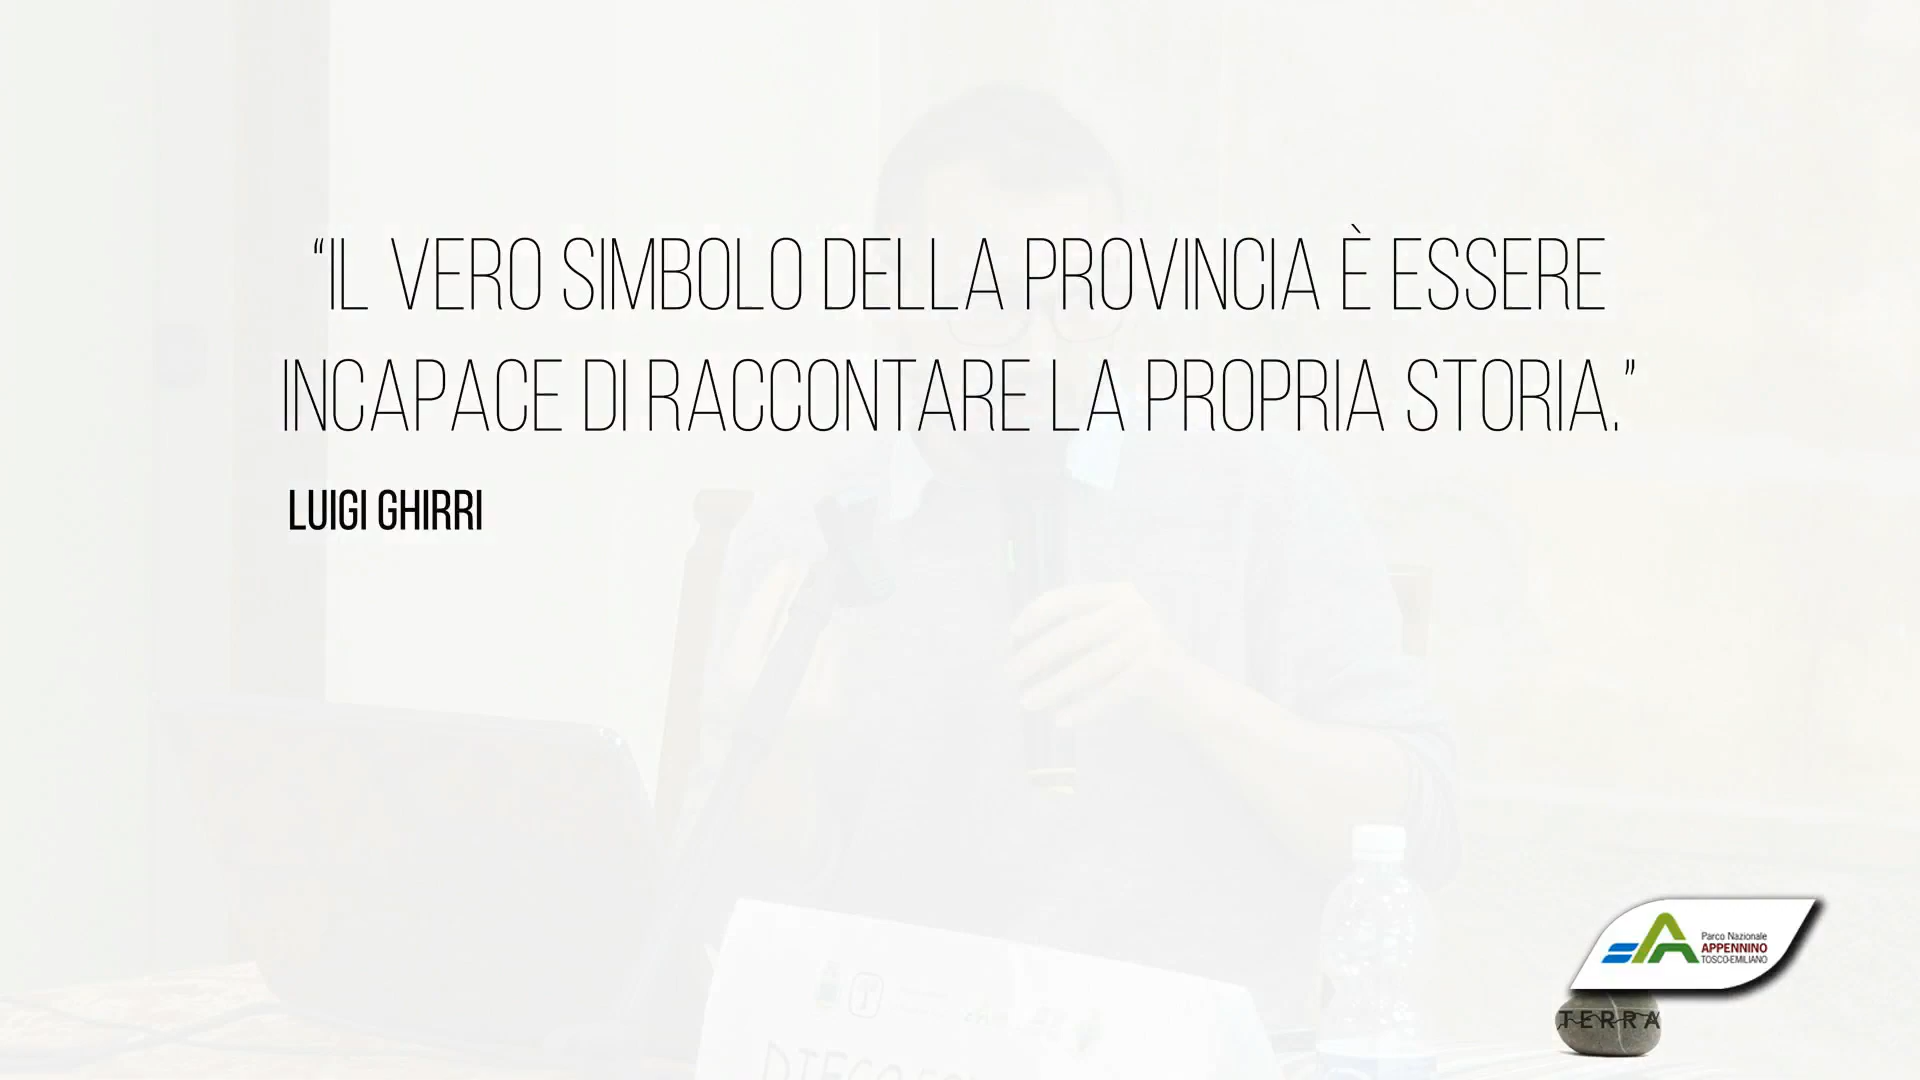 “IL VERO SIMBOLO DELLA PROVINCIA È ESSERE
INCAPACE DI RACCONTARE LA PROPRIA STORIA.”
LUIGI GHIRRI
Parco Nazionale
APPENNINO
TOSCO-EMILIANO
TERRA